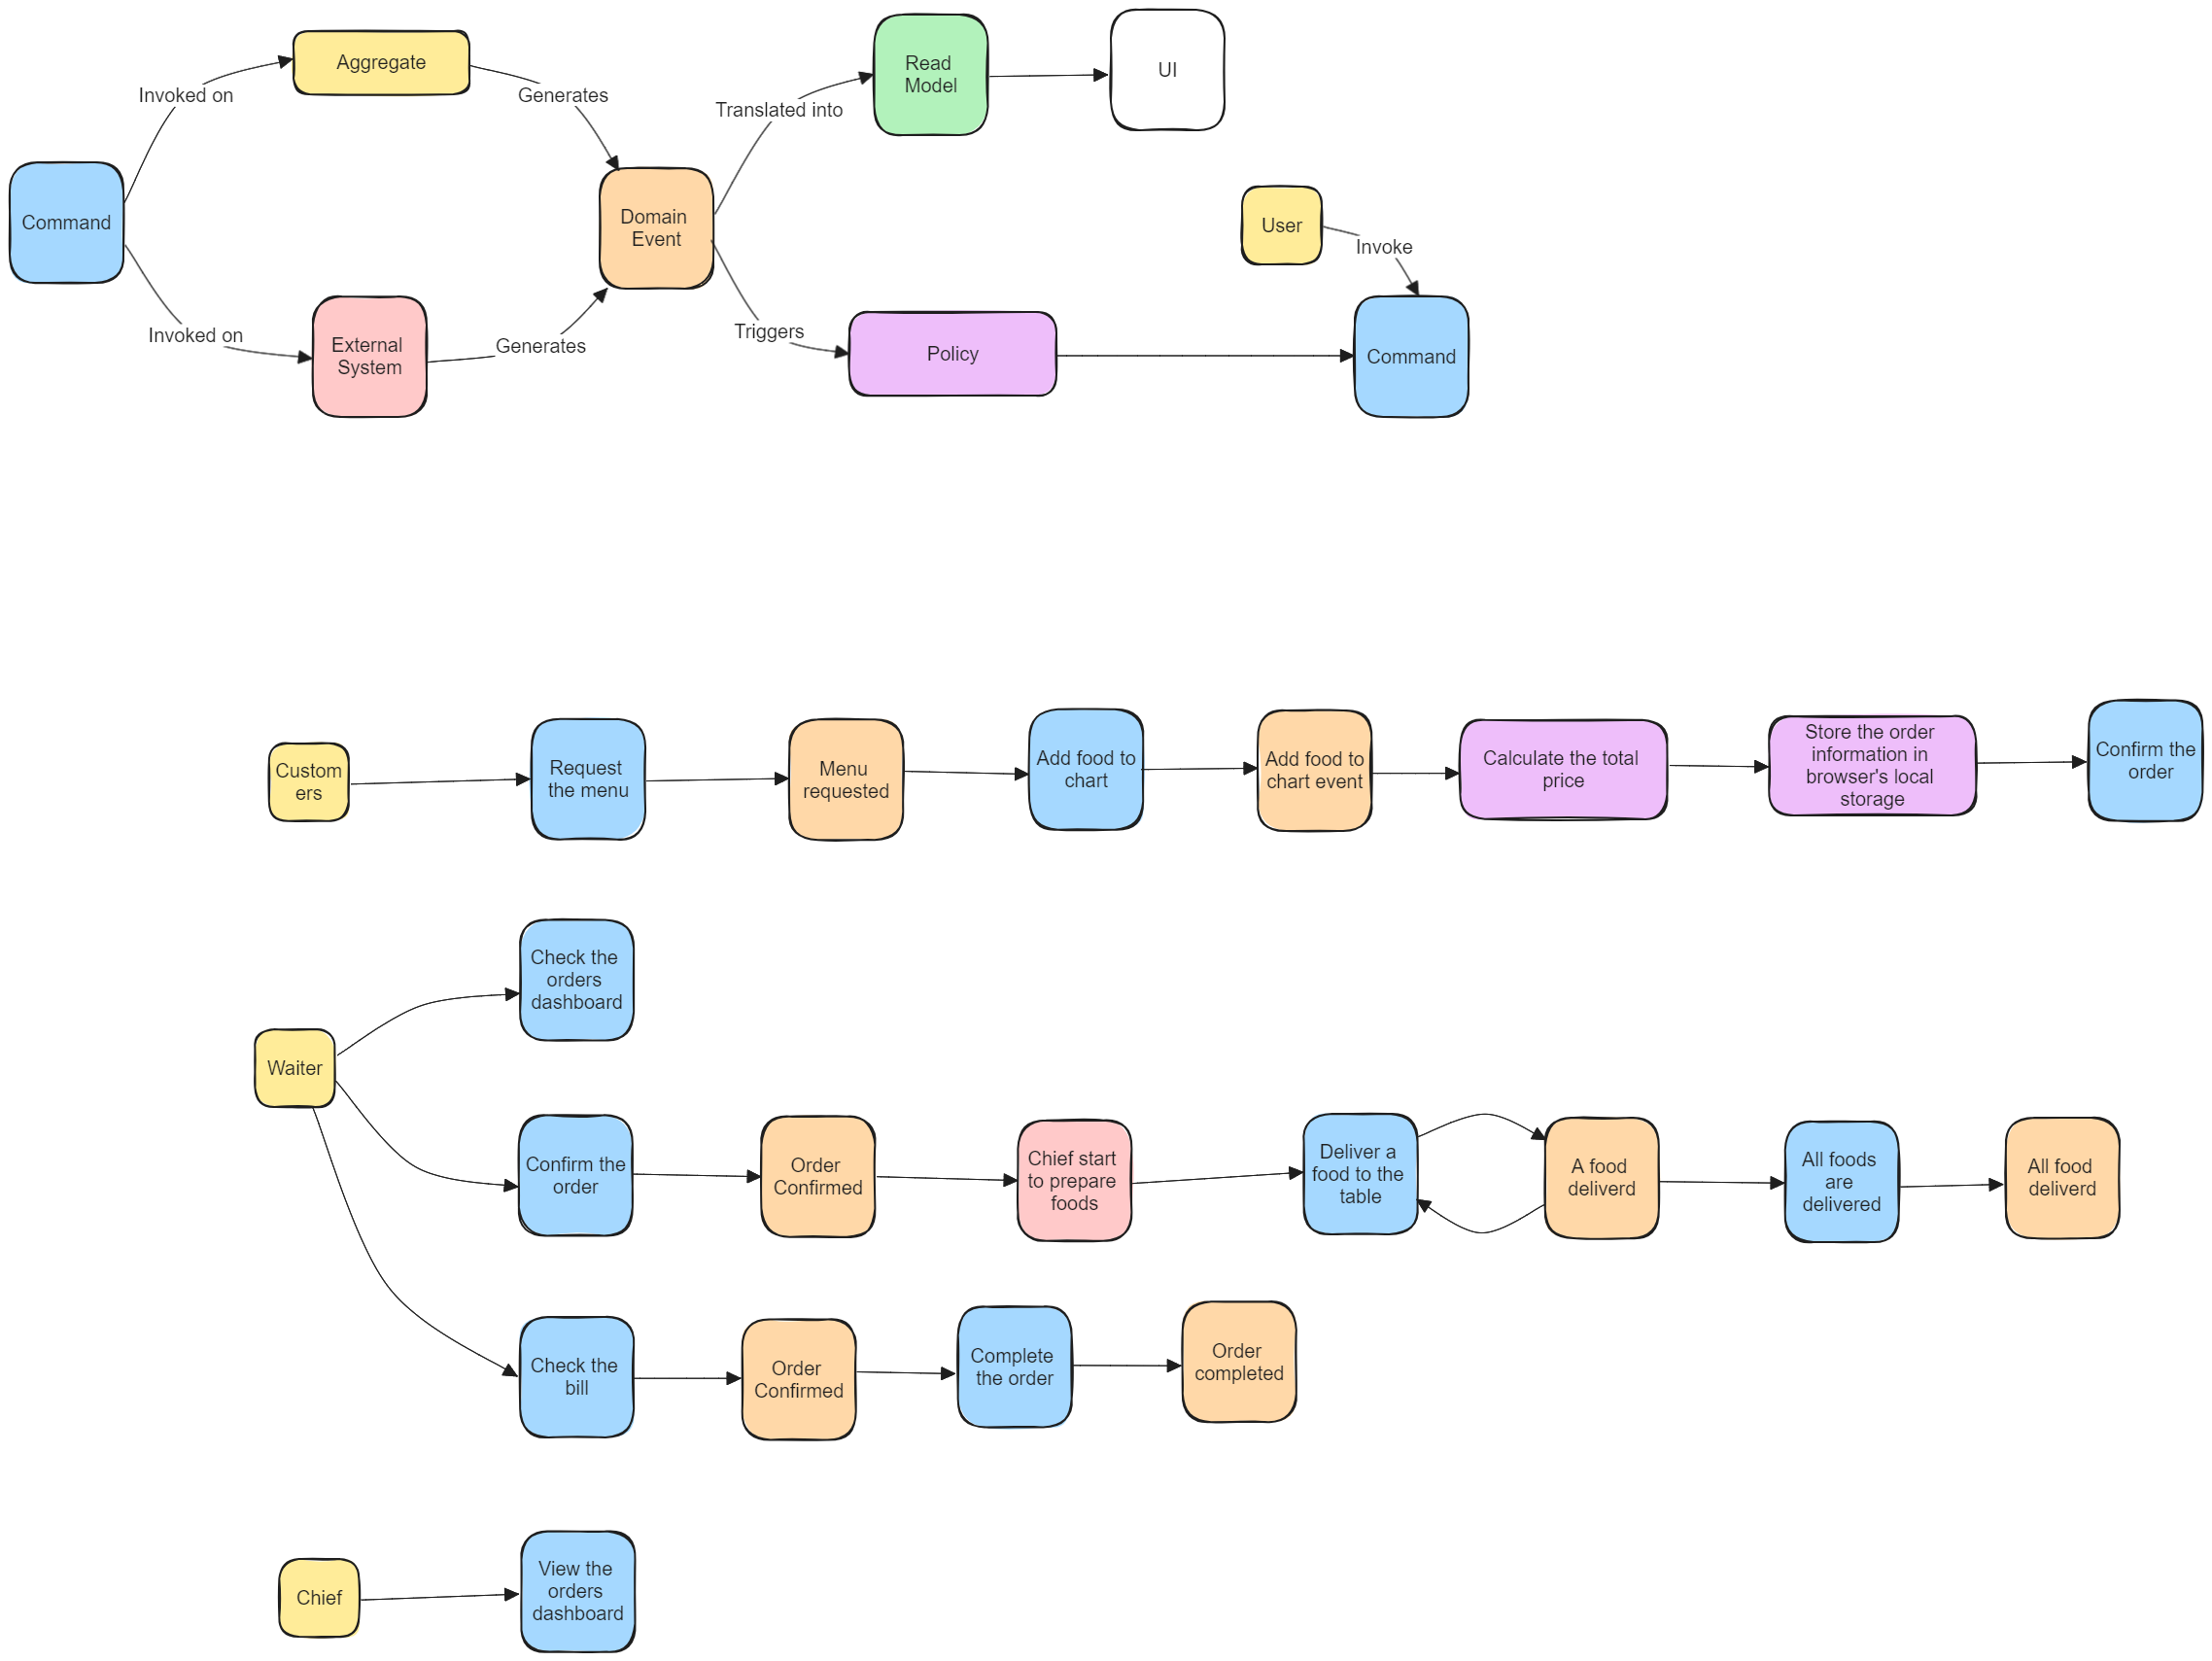 Aggregate
Read
Model
UI
Invoked on
Generates
Translated into
Command
Domain
Event
User
Invoke
Invoked on
External
System
Generates
Triggers
Policy
Command
Custom
ers
Request
the menu
Menu
requested
Add food to
chart
Add food to
chart event
Calculate the total
price
Store the order
information in
browser's local
storage
Confirm the
order
Check the
orders
dashboard
Waiter
Confirm the
order
Order
Confirmed
Chief start
to prepare
foods
Deliver a
food to the
table
A food
deliverd
All foods
are
delivered
All food
deliverd
Check the
bill
Order
Confirmed
Complete
the order
Order
completed
Chief
View the
orders
dashboard